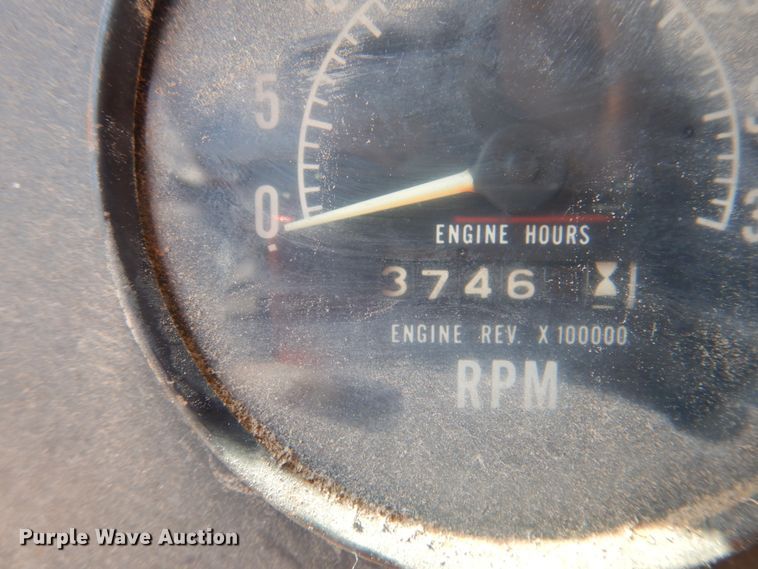 5
0
ENGINE HOURS
3746
ENGINE REV. X 100000
RPM
Purple Wave Auction